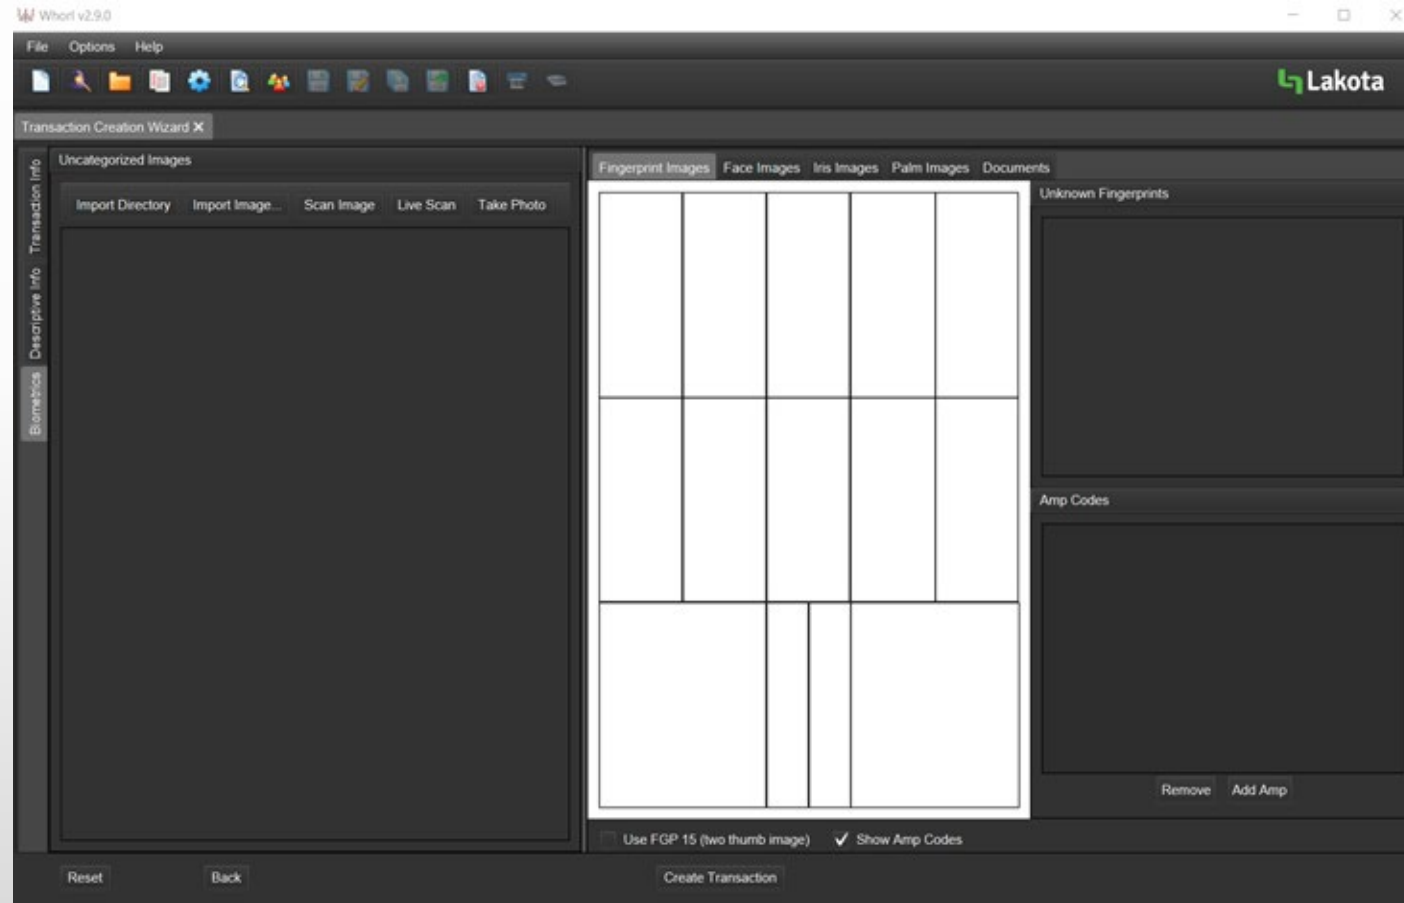 Whorl v2.9.0
File Options Help
Lakota
Transaction Creation Wizard X
Transaction Info
Descriptive Info
Biometrics
Uncategorized Images
Import Directory Import Image... Scan Image Live Scan Take Photo
Fingerprint Images Face Images Iris Images Palm Images Documents
Unknown Fingerprints
Amp Codes
Remove Add Amp
Use FGP 15 (two thumb image) Show Amp Codes
Reset Back Create Transaction